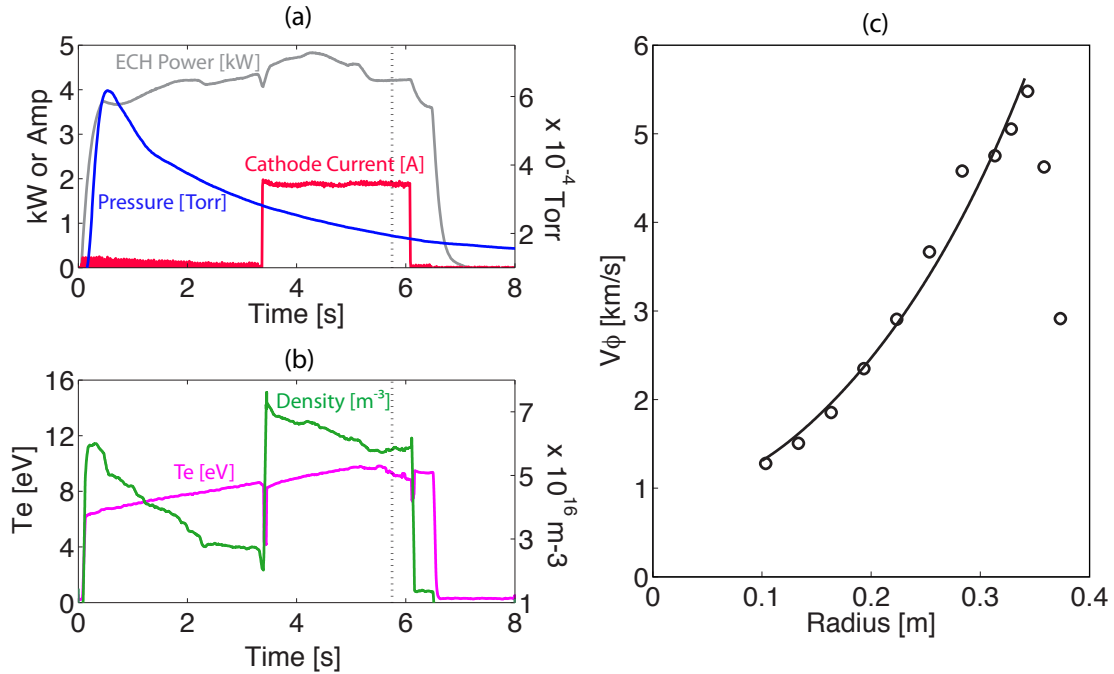 (a)
ECH Power [kW]
Cathode Current [A]
Pressure [Torr]
kW or Amp
5
4
3
2
1
0
6
4
2
x 10-4 Torr
0
2
4
6
8
Time [s]
(b)
Density [m-3]
Te [eV]
Te [eV]
16
12
8
4
0
7
5
3
1
x 1016 m-3
0
2
4
6
8
Time [s]
(c)
Vϕ [km/s]
6
5
4
3
2
1
0
0
0.1
0.2
0.3
0.4
Radius [m]